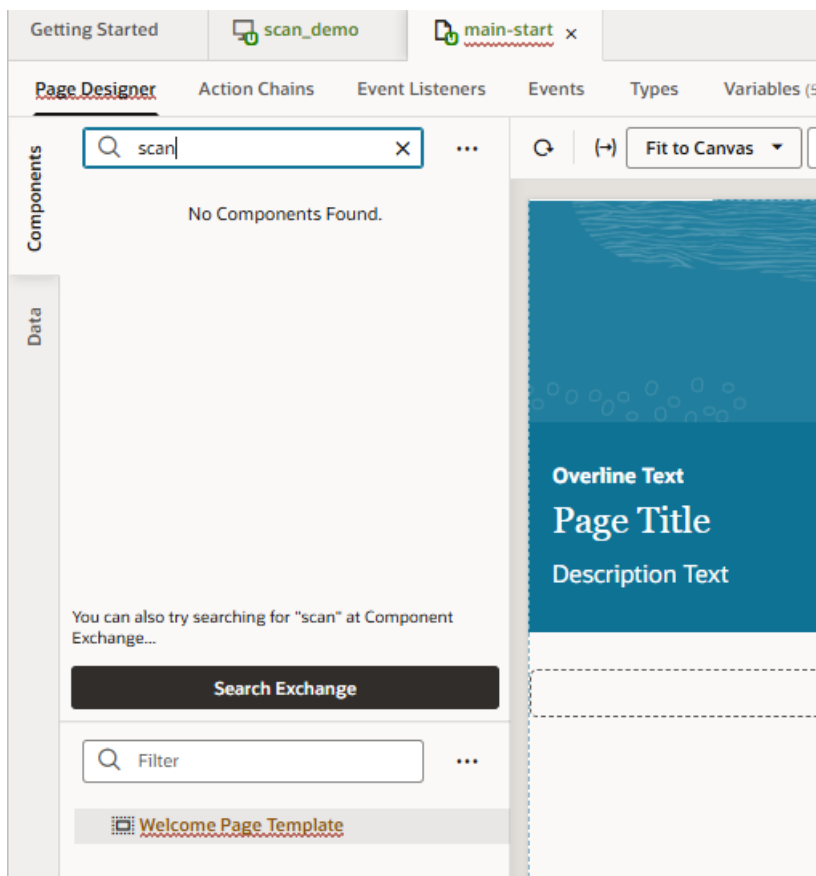 Getting Started
scan_demo
main-start
Page Designer
Action Chains
Event Listeners
Events
Types
Variables (5
Components
Data
scan
No Components Found.
You can also try searching for "scan" at Component
Exchange...
Search Exchange
Filter
Welcome Page Template
Fit to Canvas
Overline Text
Page Title
Description Text